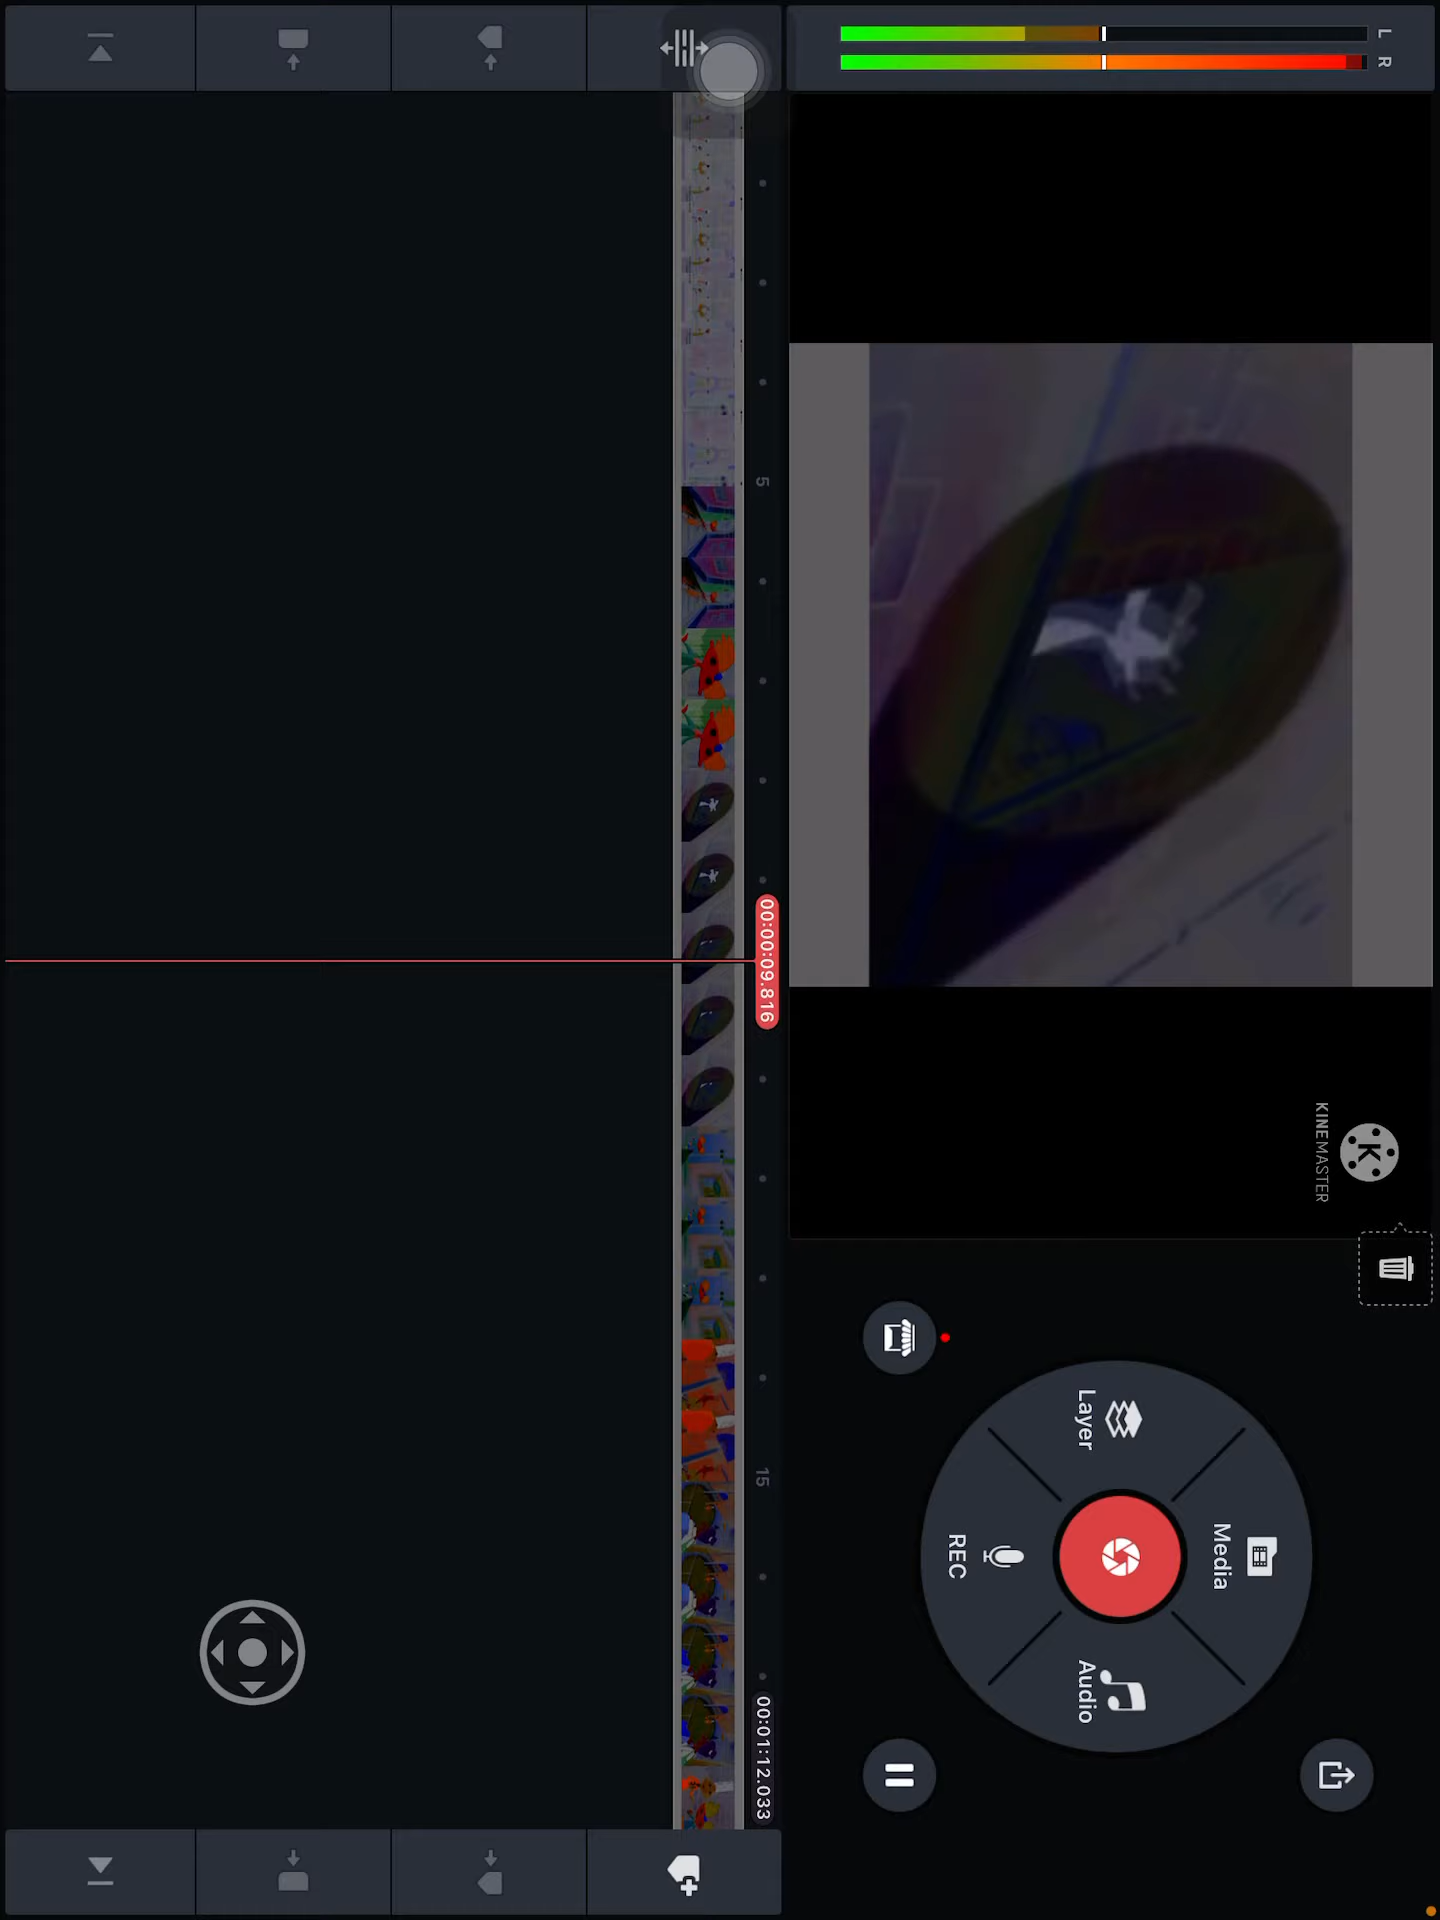 L
R
KINEMASTER
Media
Layer
REC
Audio
5
00:00:09.816
15
00:01:12.033